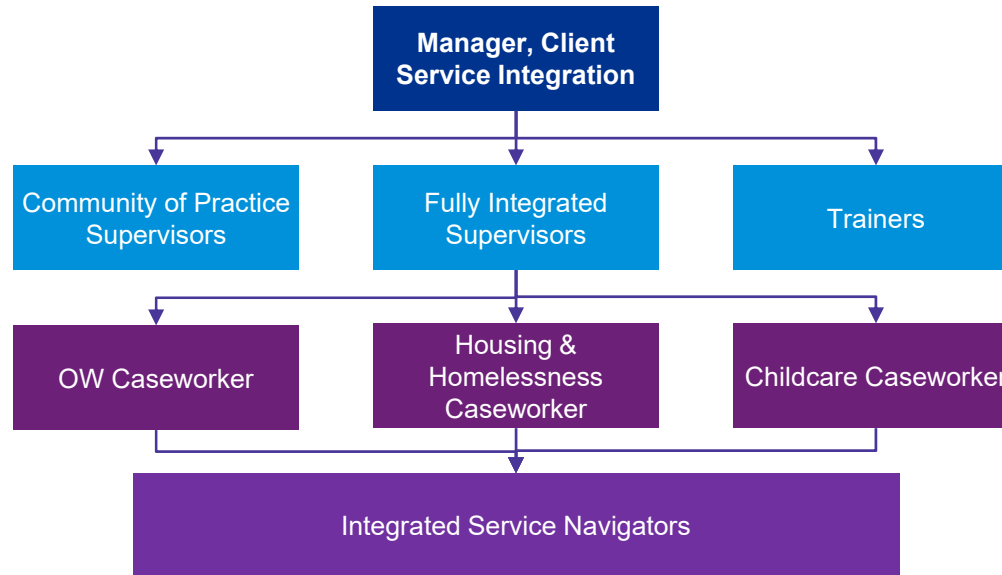 Manager, Client
Service Integration
Community of Practice
Supervisors
Fully Integrated
Supervisors
Trainers
OW Caseworker
Housing &
Homelessness
Caseworker
Childcare Caseworker
Integrated Service Navigators